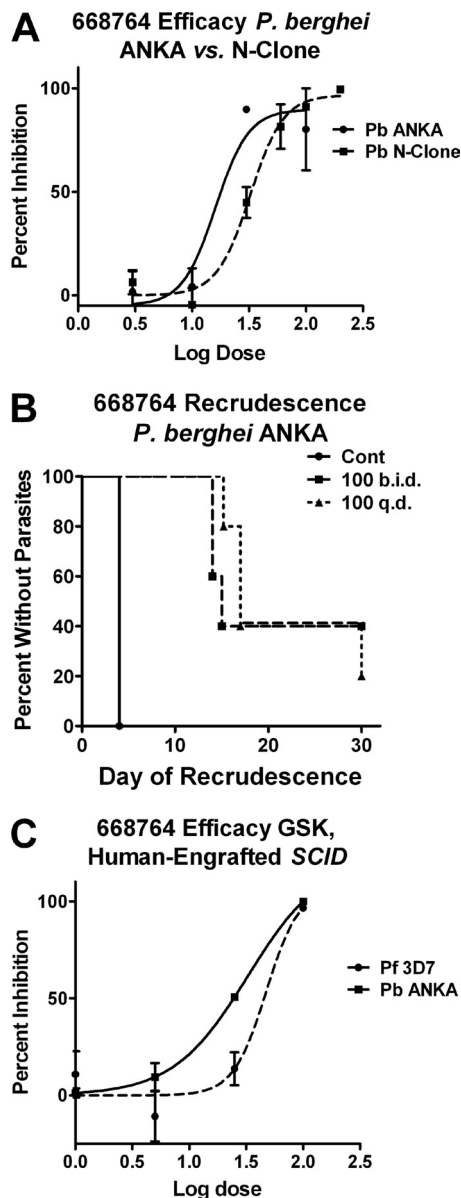 A
668764 Efficacy P. berghei
ANKA vs. N-Clone
Percent Inhibition
100
50
0
0.0 0.5 1.0 1.5 2.0 2.5
Log Dose
Pb ANKA
Pb N-Clone
B
668764 Recrudescence
P. berghei ANKA
Cont
100 b.i.d.
100 q.d.
Percent Without Parasites
100
80
60
40
20
0
0 10 20 30
Day of Recrudescence
C
668764 Efficacy GSK,
Human-Engrafted SCID
Percent Inhibition
100
50
0
0.0 0.5 1.0 1.5 2.0 2.5
Log dose
Pf 3D7
Pb ANKA